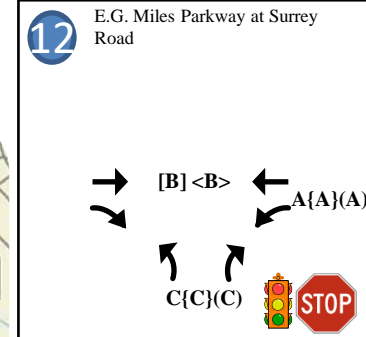 12
E.G. Miles Parkway at Surrey
Road
[B] <B>
A{A}(A)
C{C}(C)
STOP